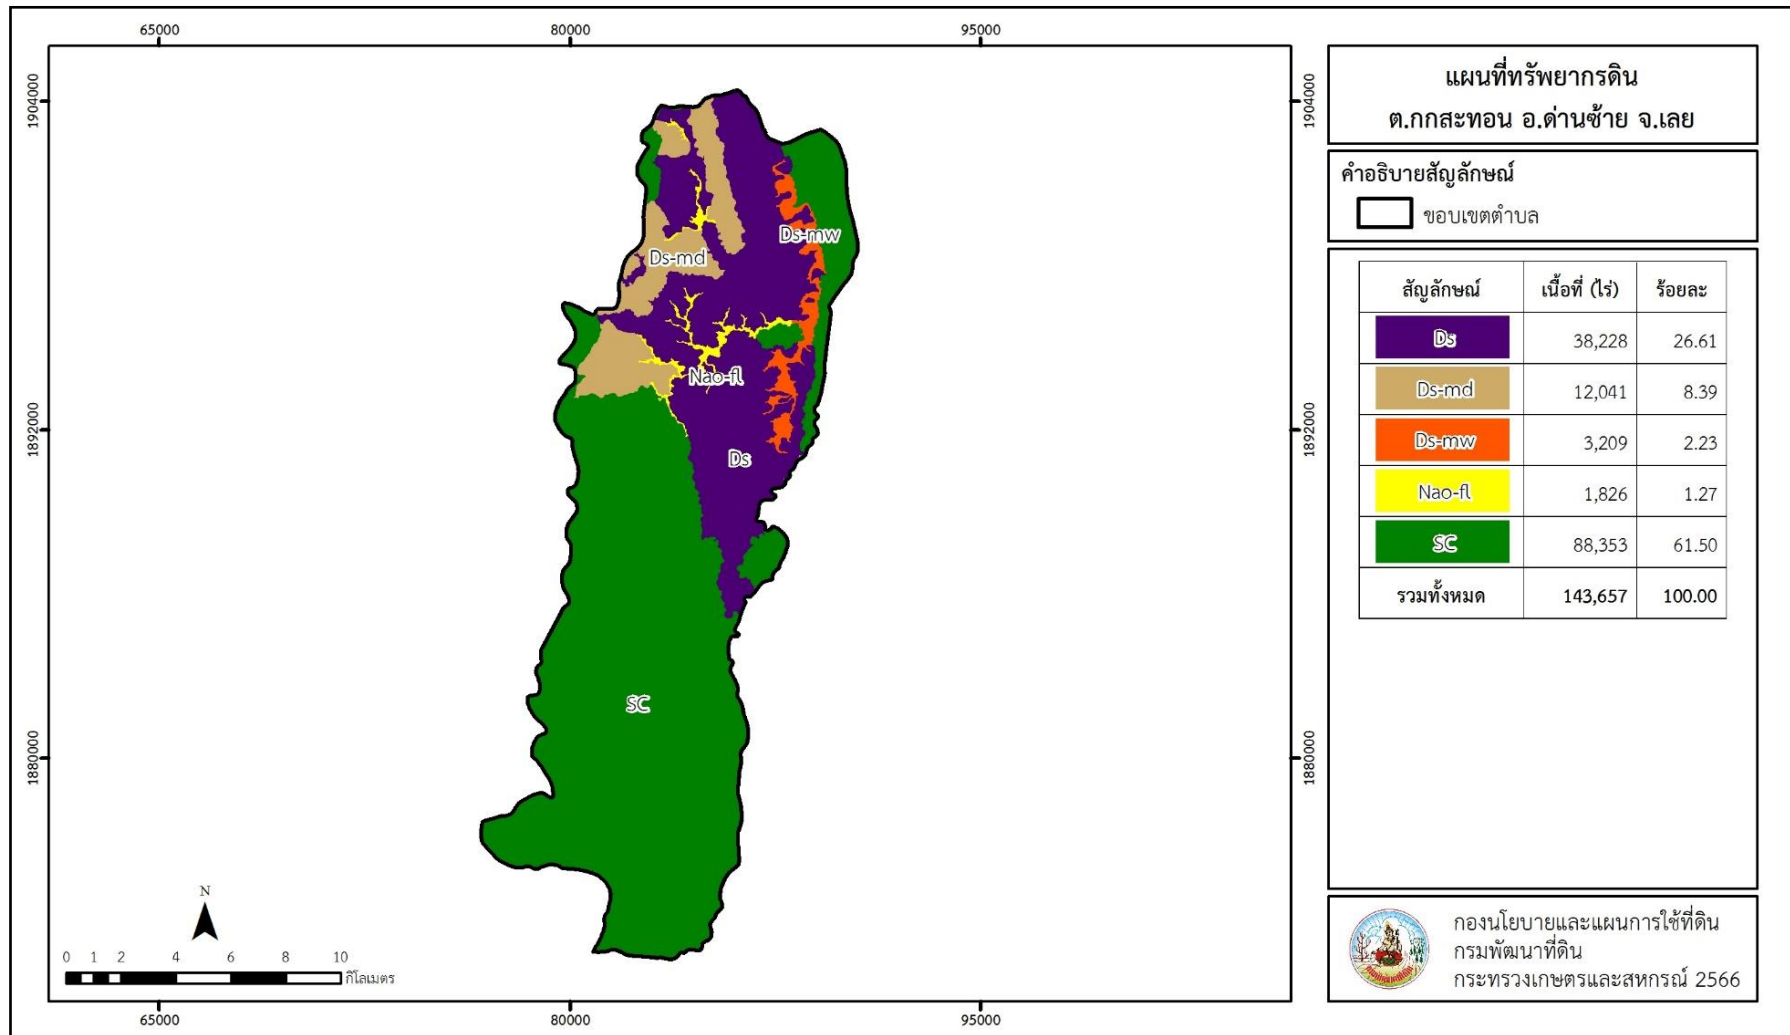 65000
80000
95000
1904000
1904000
1892000
1892000
1880000
1880000
65000
80000
95000
Ds-mw
Ds-md
Nao-fl
Ds
SC
N
0 1 2 4 6 8 10
กิโลเมตร
แผนที่ทรัพยากรดิน
ต.กกสะทอน อ.ด่านซ้าย จ.เลย
คำอธิบายสัญลักษณ์
ขอบเขตตำบล
สัญลักษณ์ เนื้อที่ (ไร่) ร้อยละ
Ds 38,228 26.61
Ds-md 12,041 8.39
Ds-mw 3,209 2.23
Nao-fl 1,826 1.27
SC 88,353 61.50
รวมทั้งหมด 143,657 100.00
กองนโยบายและแผนการใช้ที่ดิน
กรมพัฒนาที่ดิน
กระทรวงเกษตรและสหกรณ์ 2566